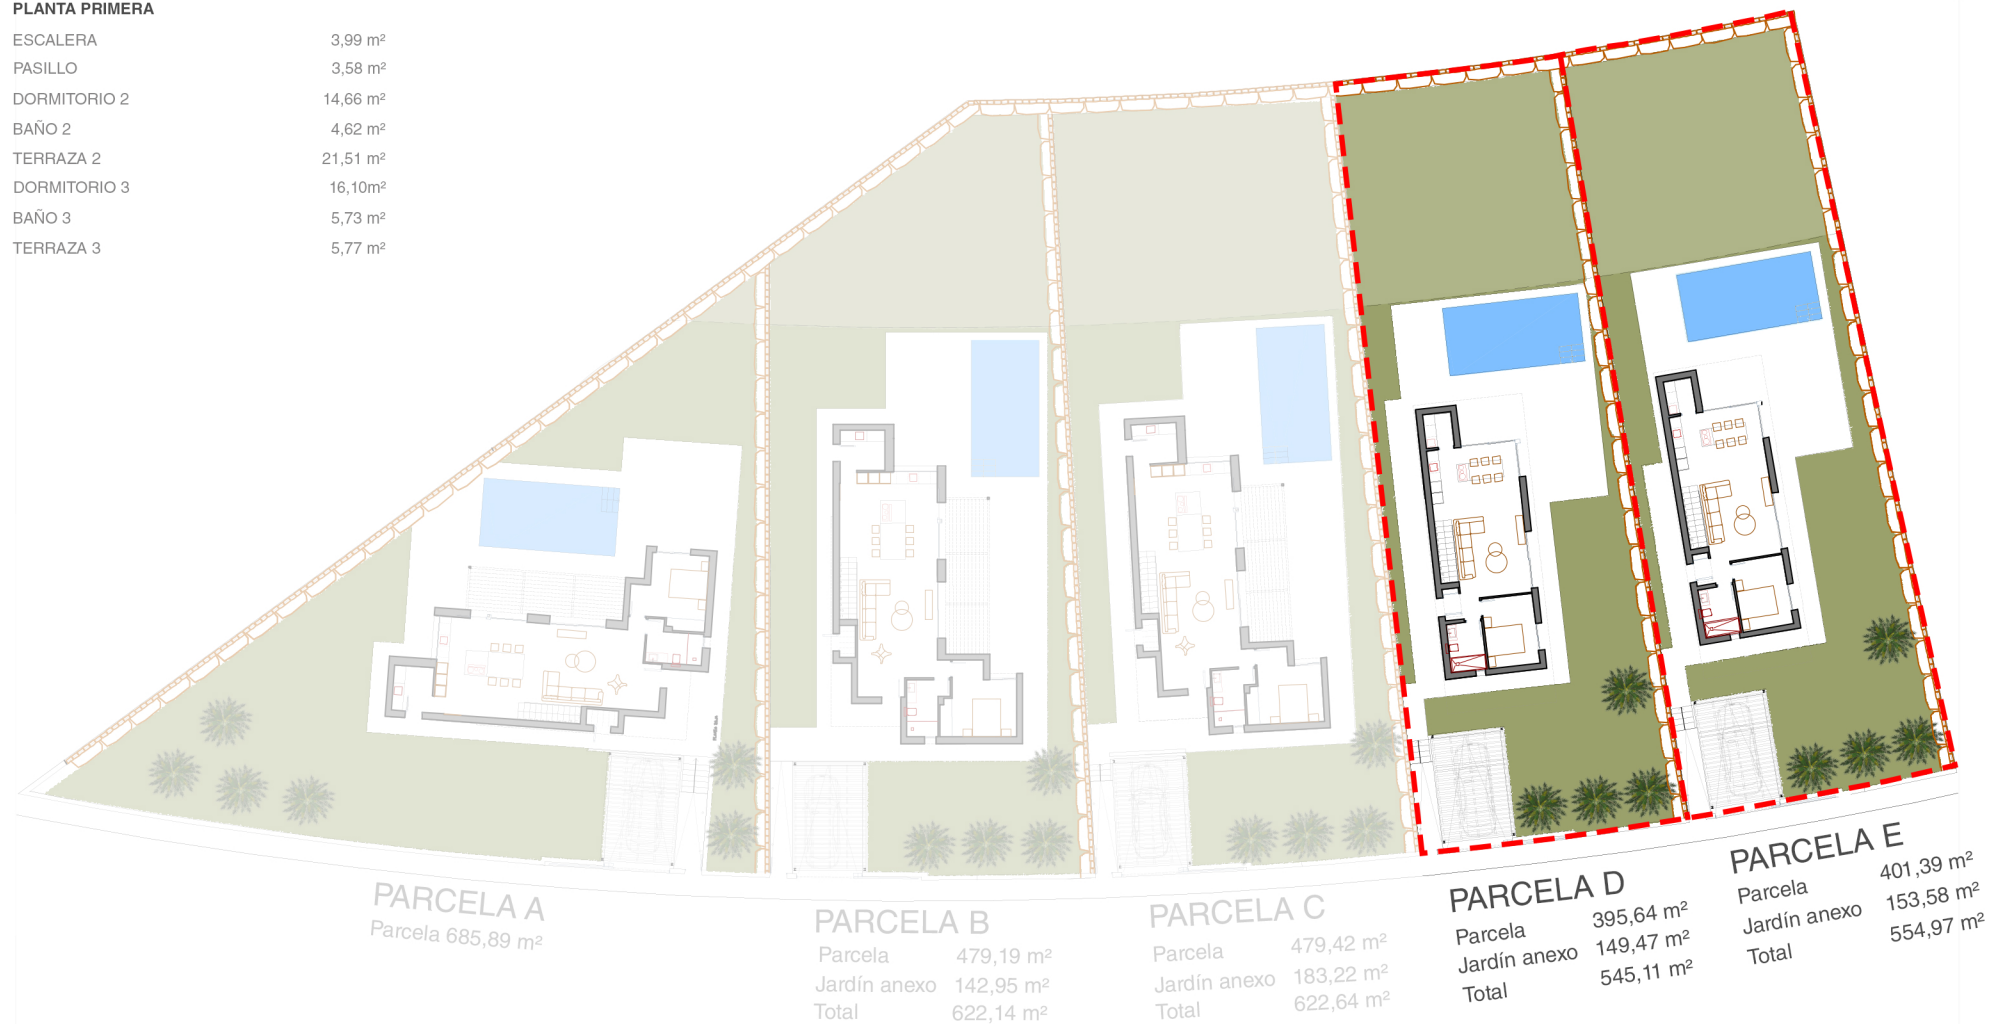 PLANTA PRIMERA
ESCALERA 3,99 m²
PASILLO 3,58 m²
DORMITORIO 2 14,66 m²
BAÑO 2 4,62 m²
TERRAZA 2 21,51 m²
DORMITORIO 3 16,10m²
BAÑO 3 5,73 m²
TERRAZA 3 5,77 m²
PARCELA A
Parcela 685,89 m²
PARCELA B
Parcela 479,19 m²
Jardín anexo 142,95 m²
Total 622,14 m²
PARCELA C
Parcela 479,42 m²
Jardín anexo 183,22 m²
Total 622,64 m²
PARCELA D
Parcela 395,64 m²
Jardín anexo 149,47 m²
Total 545,11 m²
PARCELA E
Parcela 401,39 m²
Jardín anexo 153,58 m²
Total 554,97 m²